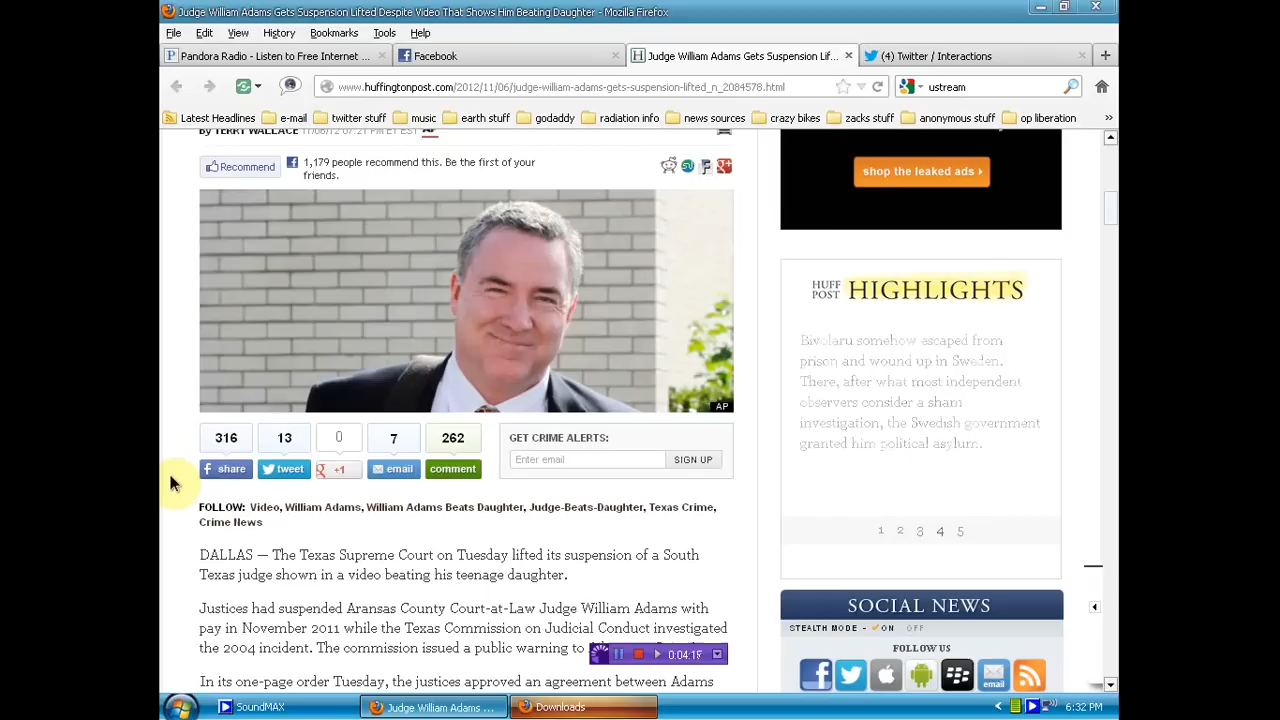 Judge William Adams Gets Suspension Lifted Despite Video That Shows Him Beating Daughter - Mozilla Firefox
File Edit View History Bookmarks Tools Help
Pandora Radio - Listen to Free Internet ...
Facebook
Judge William Adams Gets Suspension Lif...
(4) Twitter / Interactions
www.huffingtonpost.com/2012/11/06/judge-william-adams-gets-suspension-lifted_n_2084578.html
ustream
Latest Headlines e-mail twitter stuff music earth stuff godaddy radiation info news sources crazy bikes zacks stuff anonymous stuff op liberation
By TERRY WALLACE 11/06/12 07:21 PM ET EST AP
Recommend
1,179 people recommend this. Be the first of your
friends.
AP
316 13 0 7 262
share tweet +1 email comment
GET CRIME ALERTS:
Enter email SIGN UP
FOLLOW: Video, William Adams, William Adams Beats Daughter, Judge-Beats-Daughter, Texas Crime,
Crime News
DALLAS — The Texas Supreme Court on Tuesday lifted its suspension of a South
Texas judge shown in a video beating his teenage daughter.
Justices had suspended Aransas County Court-at-Law Judge William Adams with
pay in November 2011 while the Texas Commission on Judicial Conduct investigated
the 2004 incident. The commission issued a public warning to
In its one-page order Tuesday, the justices approved an agreement between Adams
shop the leaked ads
HUFF
POST HIGHLIGHTS
Bivolaru somehow escaped from
prison and wound up in Sweden.
There, after what most independent
observers consider a sham
investigation, the Swedish government
granted him political asylum.
1 2 3 4 5
SOCIAL NEWS
STEALTH MODE - ON OFF
FOLLOW US
email
SoundMAX
Judge William Adams ...
Downloads
6:32 PM